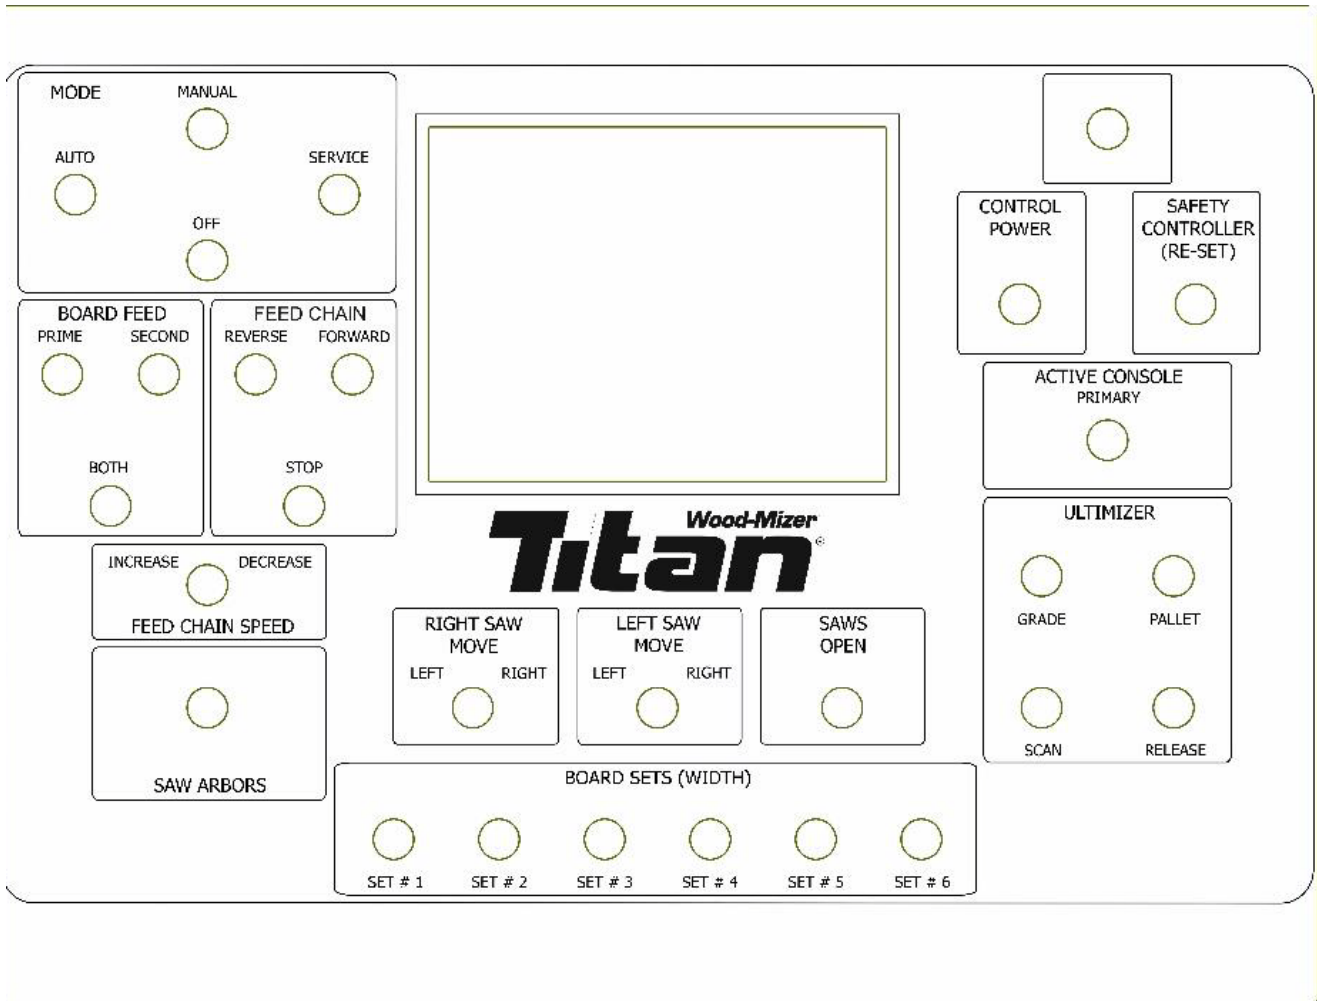 MODE
MANUAL
AUTO
SERVICE
OFF
BOARD FEED
PRIME SECOND
BOTH
FEED CHAIN
REVERSE FORWARD
STOP
INCREASE DECREASE
FEED CHAIN SPEED
SAW ARBORS
Wood-Mizer
Titan®
RIGHT SAW
MOVE
LEFT RIGHT
LEFT SAW
MOVE
LEFT RIGHT
SAWS
OPEN
BOARD SETS (WIDTH)
SET # 1 SET # 2 SET # 3 SET # 4 SET # 5 SET # 6
CONTROL
POWER
SAFETY
CONTROLLER
(RE-SET)
ACTIVE CONSOLE
PRIMARY
ULTIMIZER
GRADE PALLET
SCAN RELEASE